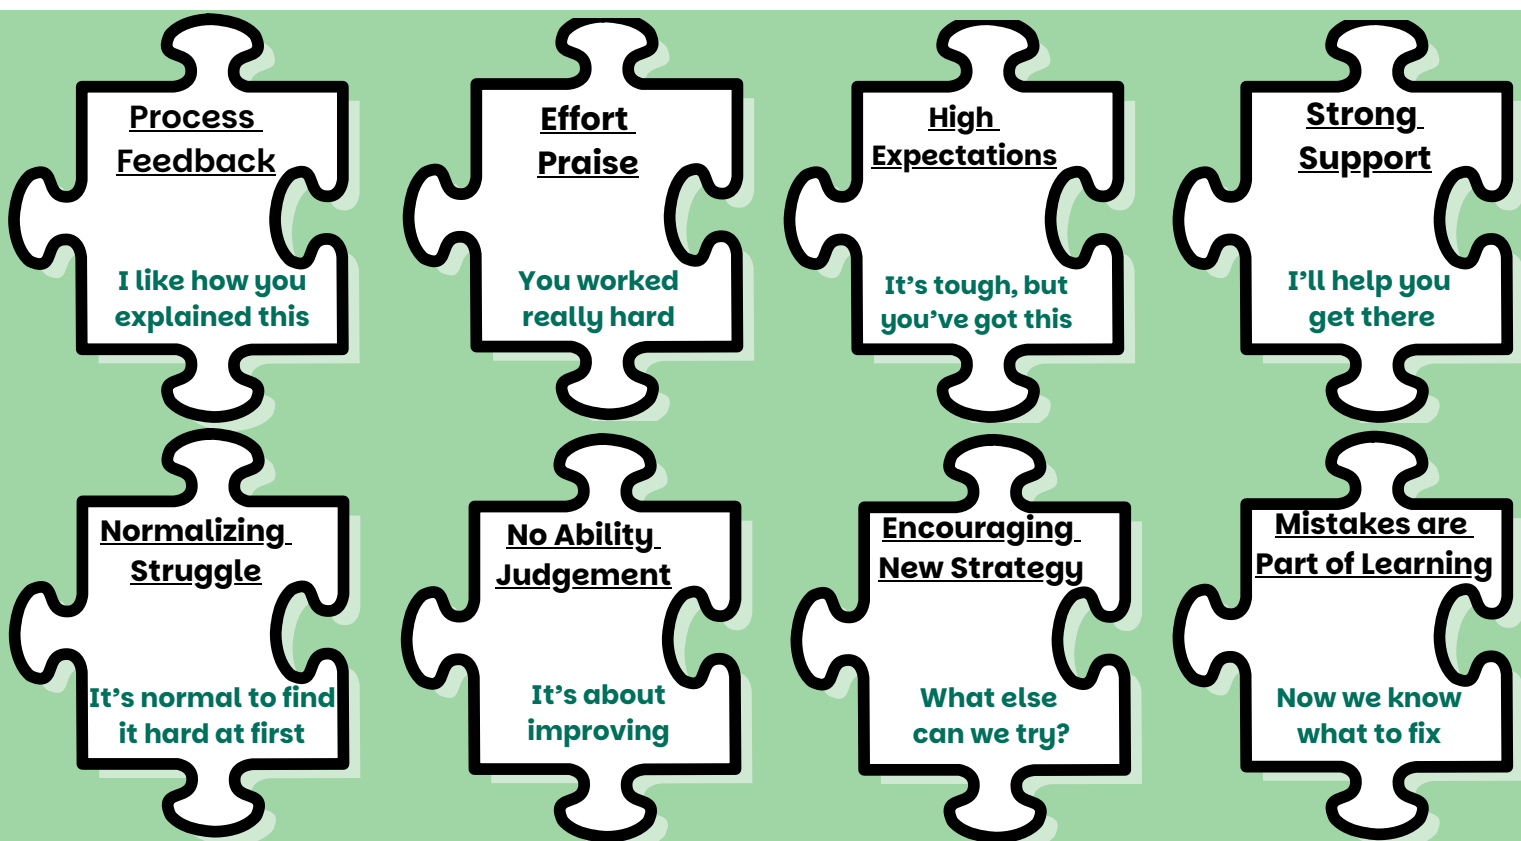 Process
Feedback
I like how you
explained this
Effort
Praise
You worked
really hard
High
Expectations
It's tough, but
you've got this
Strong
Support
I'll help you
get there
Normalizing
Struggle
It's normal to find
it hard at first
No Ability
Judgement
It's about
improving
Encouraging
New Strategy
What else
can we try?
Mistakes are
Part of Learning
Now we know
what to fix